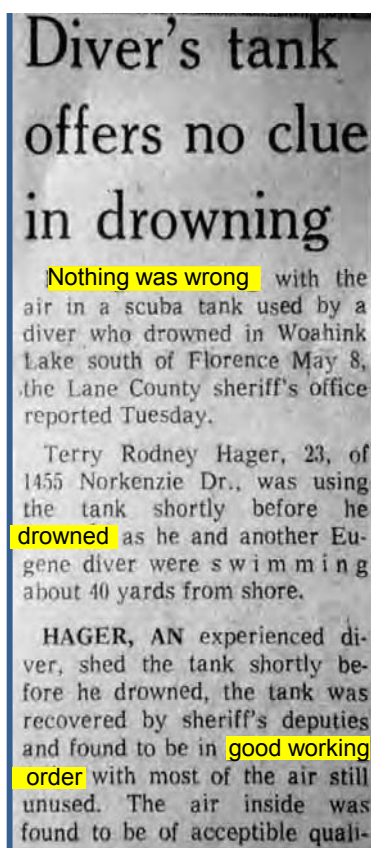 Diver's tank
offers no clue
in drowning
Nothing was wrong with the
air in a scuba tank used by a
diver who drowned in Woahink
Lake south of Florence May 8,
the Lane County sheriff's office
reported Tuesday.
Terry Rodney Hager, 23, of
1455 Norkenzie Dr., was using
the tank shortly before he
drowned as he and another Eu-
gene diver were swimming
about 40 yards from shore.
HAGER, AN experienced di-
ver, shed the tank shortly be-
fore he drowned, the tank was
recovered by sheriff's deputies
and found to be in good working
order with most of the air still
unused. The air inside was
found to be of acceptable quali-